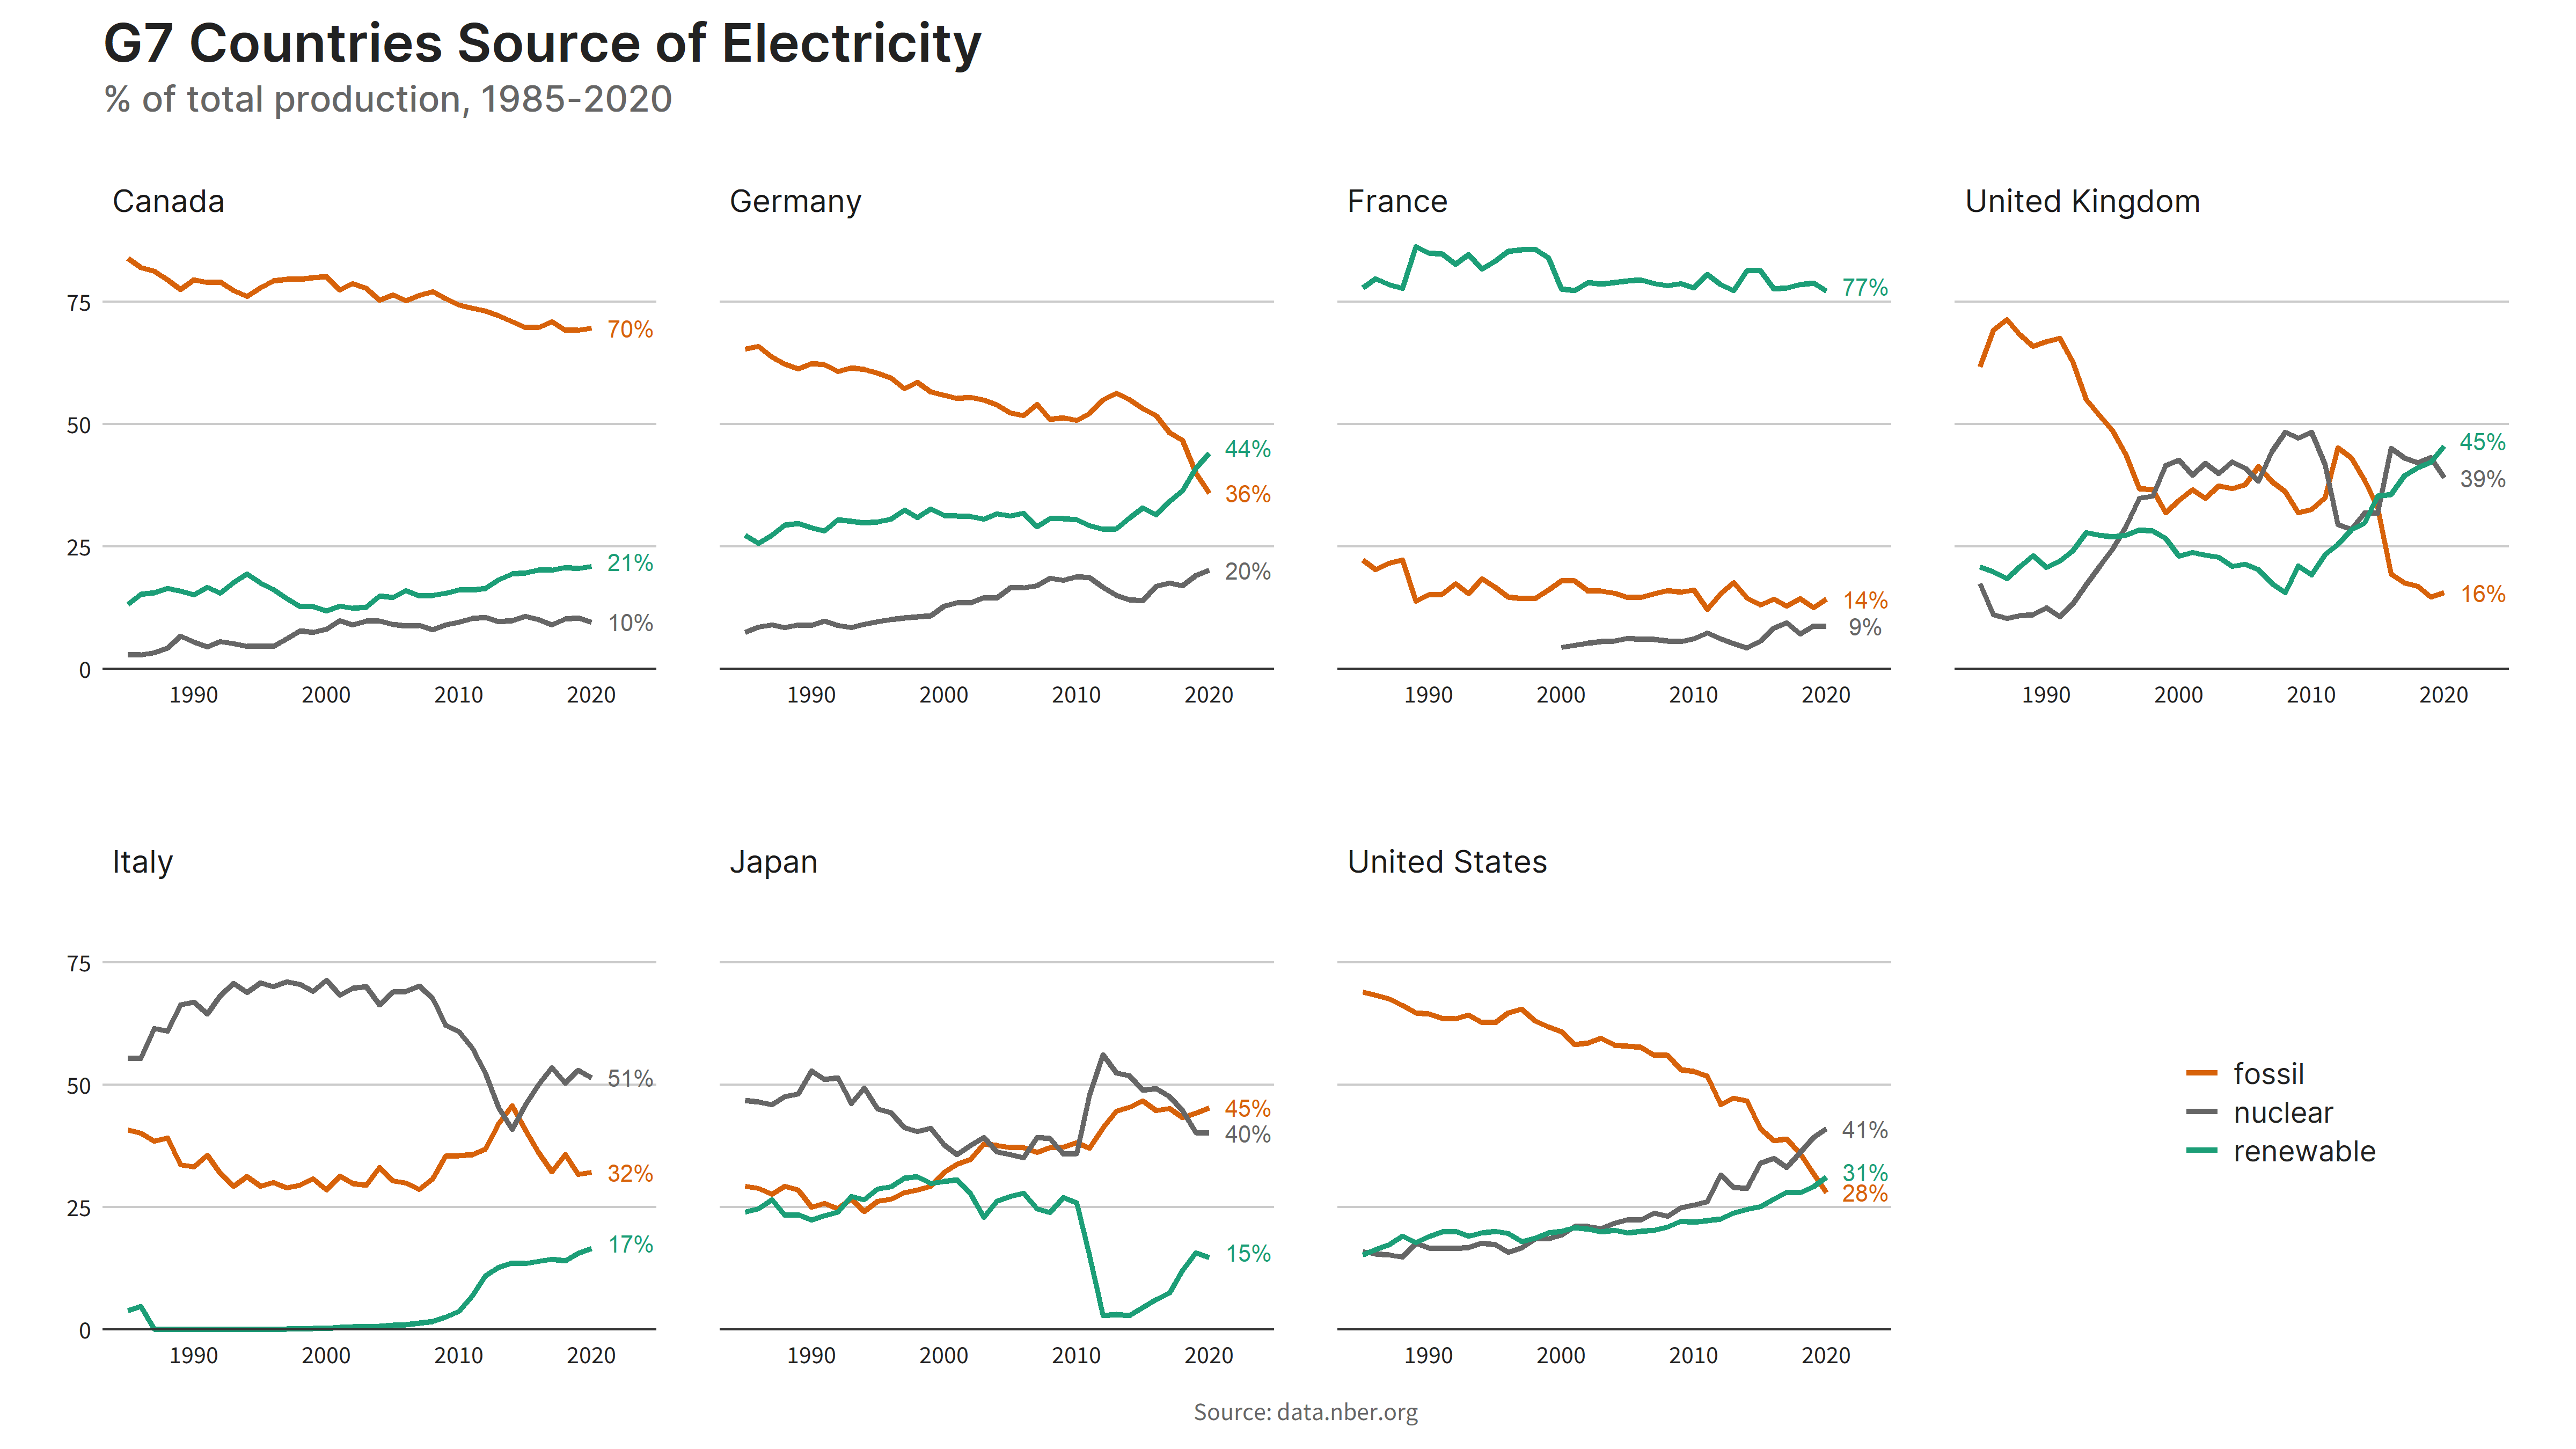 G7 Countries Source of Electricity
% of total production, 1985-2020
Canada
75
50
25
0
70%
21%
10%
1990 2000 2010 2020
Germany
44%
36%
20%
1990 2000 2010 2020
France
77%
14%
9%
1990 2000 2010 2020
United Kingdom
45%
39%
16%
1990 2000 2010 2020
Italy
75
50
25
0
51%
32%
17%
1990 2000 2010 2020
Japan
45%
40%
15%
1990 2000 2010 2020
United States
41%
31%
28%
1990 2000 2010 2020
fossil
nuclear
renewable
Source: data.nber.org